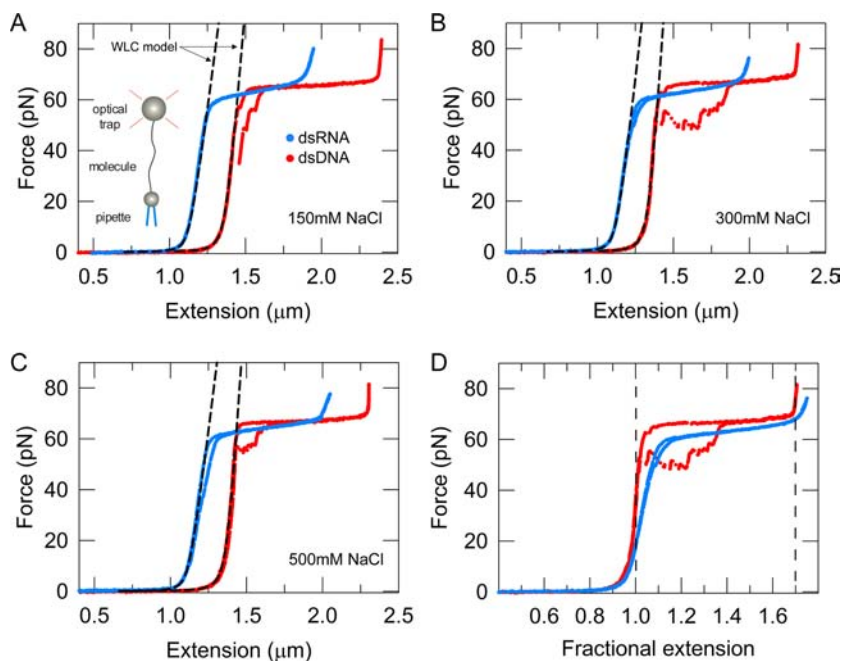 A
80
60
40
20
0
Force (pN)
WLC model
optical
trap
molecule
pipette
dsRNA
dsDNA
150mM NaCl
0.5 1.0 1.5 2.0 2.5
Extension (μm)
B
80
60
40
20
0
Force (pN)
300mM NaCl
0.5 1.0 1.5 2.0 2.5
Extension (μm)
C
80
60
40
20
0
Force (pN)
500mM NaCl
0.5 1.0 1.5 2.0 2.5
Extension (μm)
D
80
60
40
20
0
Force (pN)
0.6 0.8 1.0 1.2 1.4 1.6
Fractional extension